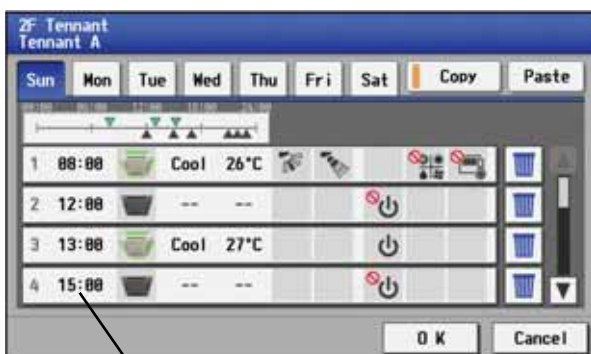 2F Tennant
Tennant A
Sun Mon Tue Wed Thu Fri Sat Copy Paste
1 08:00 Cool 26°C
2 12:00 -- --
3 13:00 Cool 27°C
4 15:00 -- --
OK Cancel